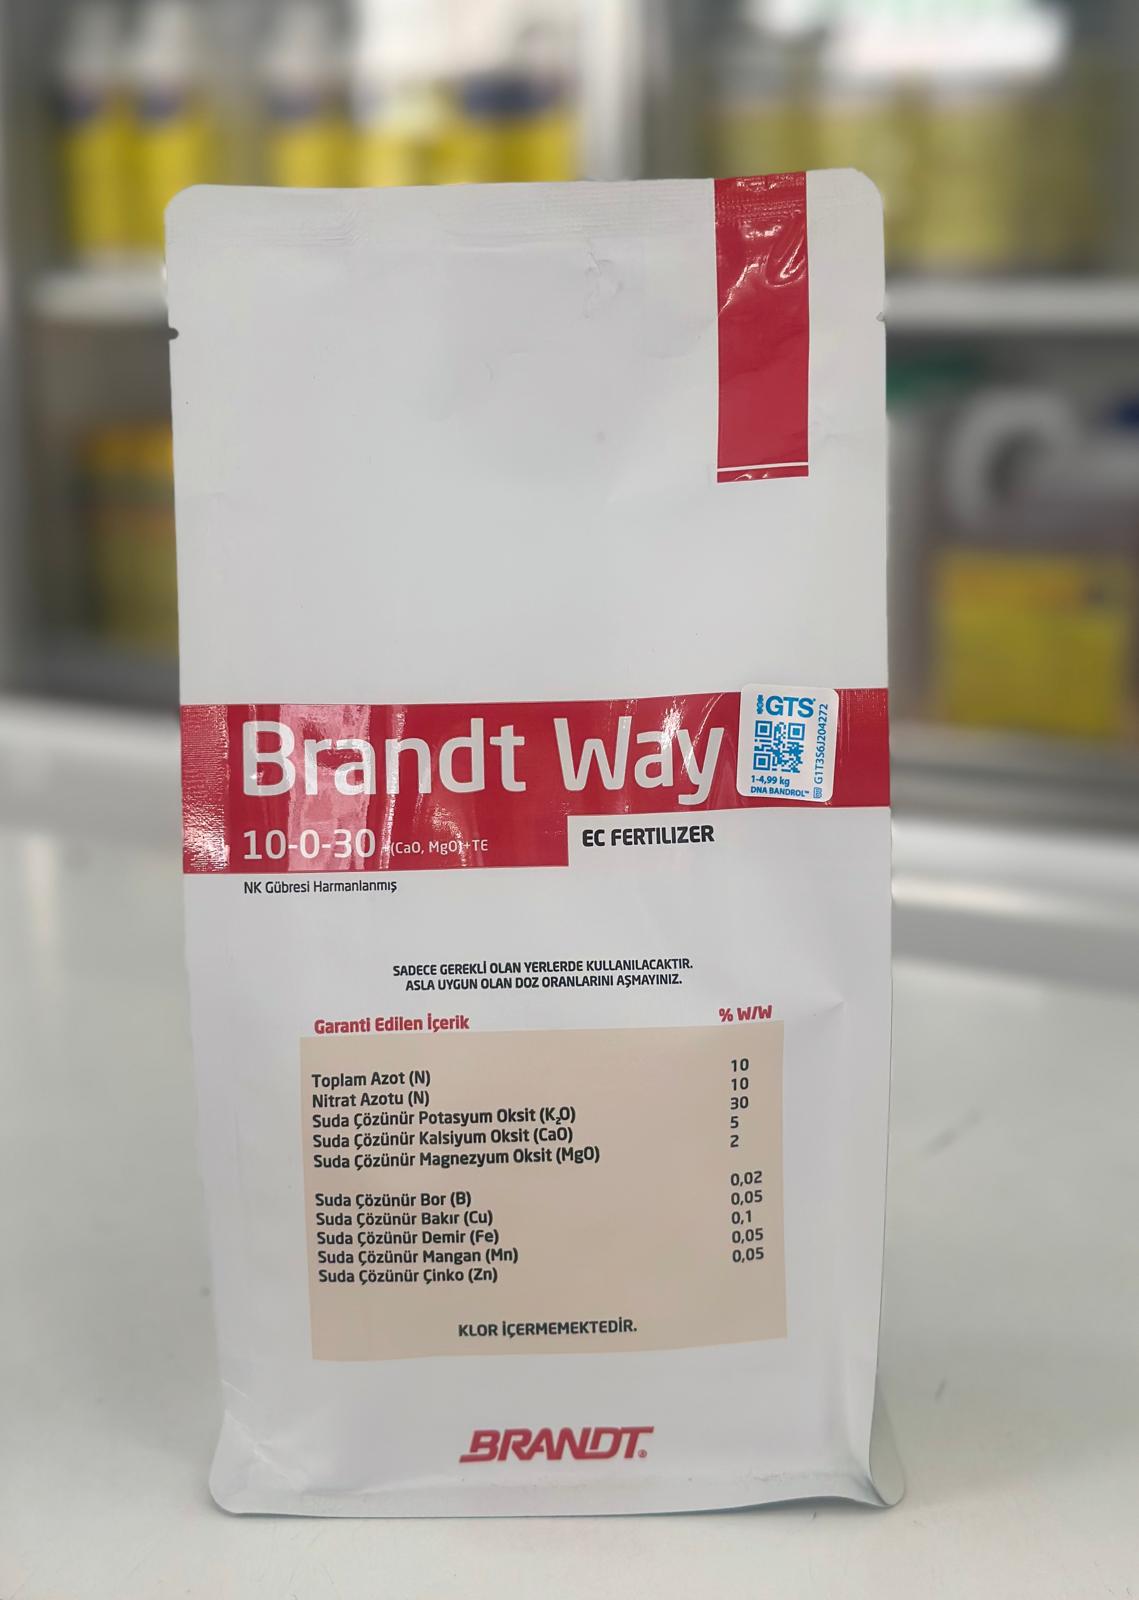 GTS
G1T3S6J204272
1-4,99 kg
DNA BANDROL™
Brandt Way
10-0-30 (CaO, MgO)+TE
EC FERTILIZER
NK Gübresi Harmanlanmış
SADECE GEREKLİ OLAN YERLERDE KULLANILACAKTIR.
ASLA UYGUN OLAN DOZ ORANLARINI AŞMAYINIZ.
Garanti Edilen İçerik % W/W
Toplam Azot (N) 10
Nitrat Azotu (N) 10
Suda Çözünür Potasyum Oksit (K₂O) 30
Suda Çözünür Kalsiyum Oksit (CaO) 5
Suda Çözünür Magnezyum Oksit (MgO) 2
Suda Çözünür Bor (B) 0,02
Suda Çözünür Bakır (Cu) 0,05
Suda Çözünür Demir (Fe) 0,1
Suda Çözünür Mangan (Mn) 0,05
Suda Çözünür Çinko (Zn) 0,05
KLOR İÇERMEMEKTEDİR.
BRANDT®